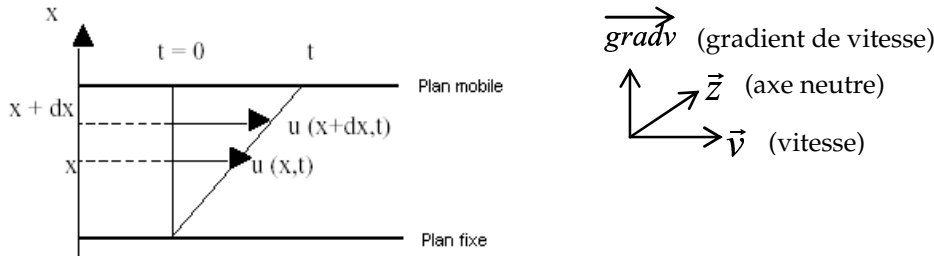 x
t = 0
t
Plan mobile
x + dx
u (x+dx,t)
x
u (x,t)
Plan fixe
gradv (gradient de vitesse)
z (axe neutre)
v (vitesse)